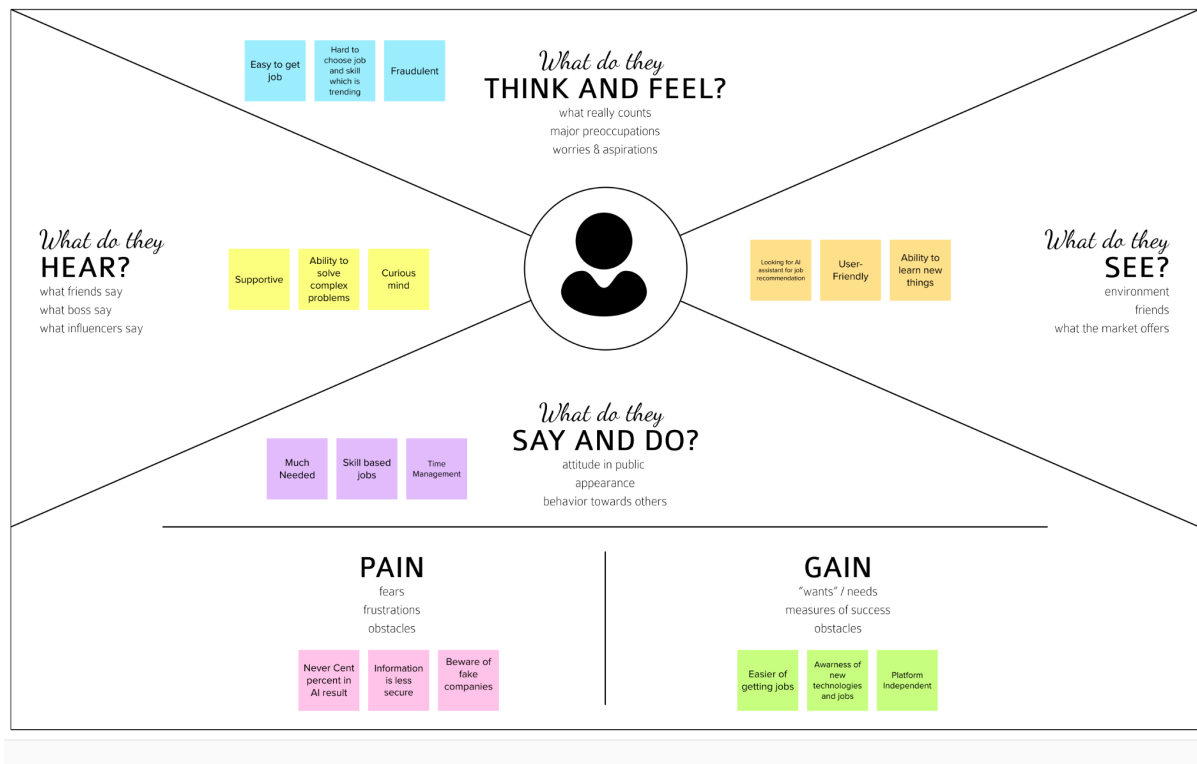 Easy to get
job
Hard to
choose job
and skill
which is
trending
Fraudulent
What do they
THINK AND FEEL?
what really counts
major preoccupations
worries & aspirations
What do they
HEAR?
what friends say
what boss say
what influencers say
Supportive
Ability to
solve
complex
problems
Curious
mind
Looking for AI
assistant for job
recommendation
User-
Friendly
Ability to
learn new
things
What do they
SEE?
environment
friends
what the market offers
What do they
SAY AND DO?
attitude in public
appearance
behavior towards others
Much
Needed
Skill based
jobs
Time
Management
PAIN
fears
frustrations
obstacles
Never Cent
percent in
AI result
Information
is less
secure
Beware of
fake
companies
GAIN
"wants" / needs
measures of success
obstacles
Easier of
getting jobs
Awarness of
new
technologies
and jobs
Platform
Independent